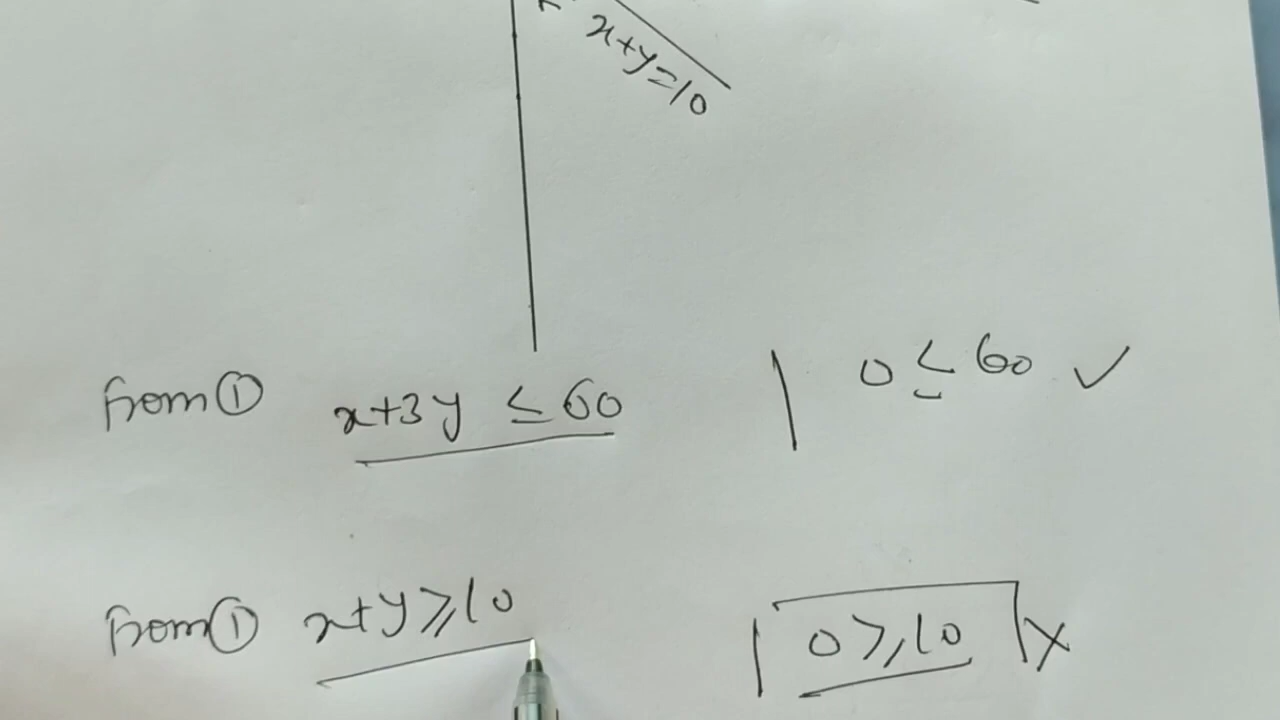 x+y=10
from ① x+3y ≤ 60 | 0 ≤ 60 ✓
from ① x+y ≥ 10 | 0 ≥ 10 | X